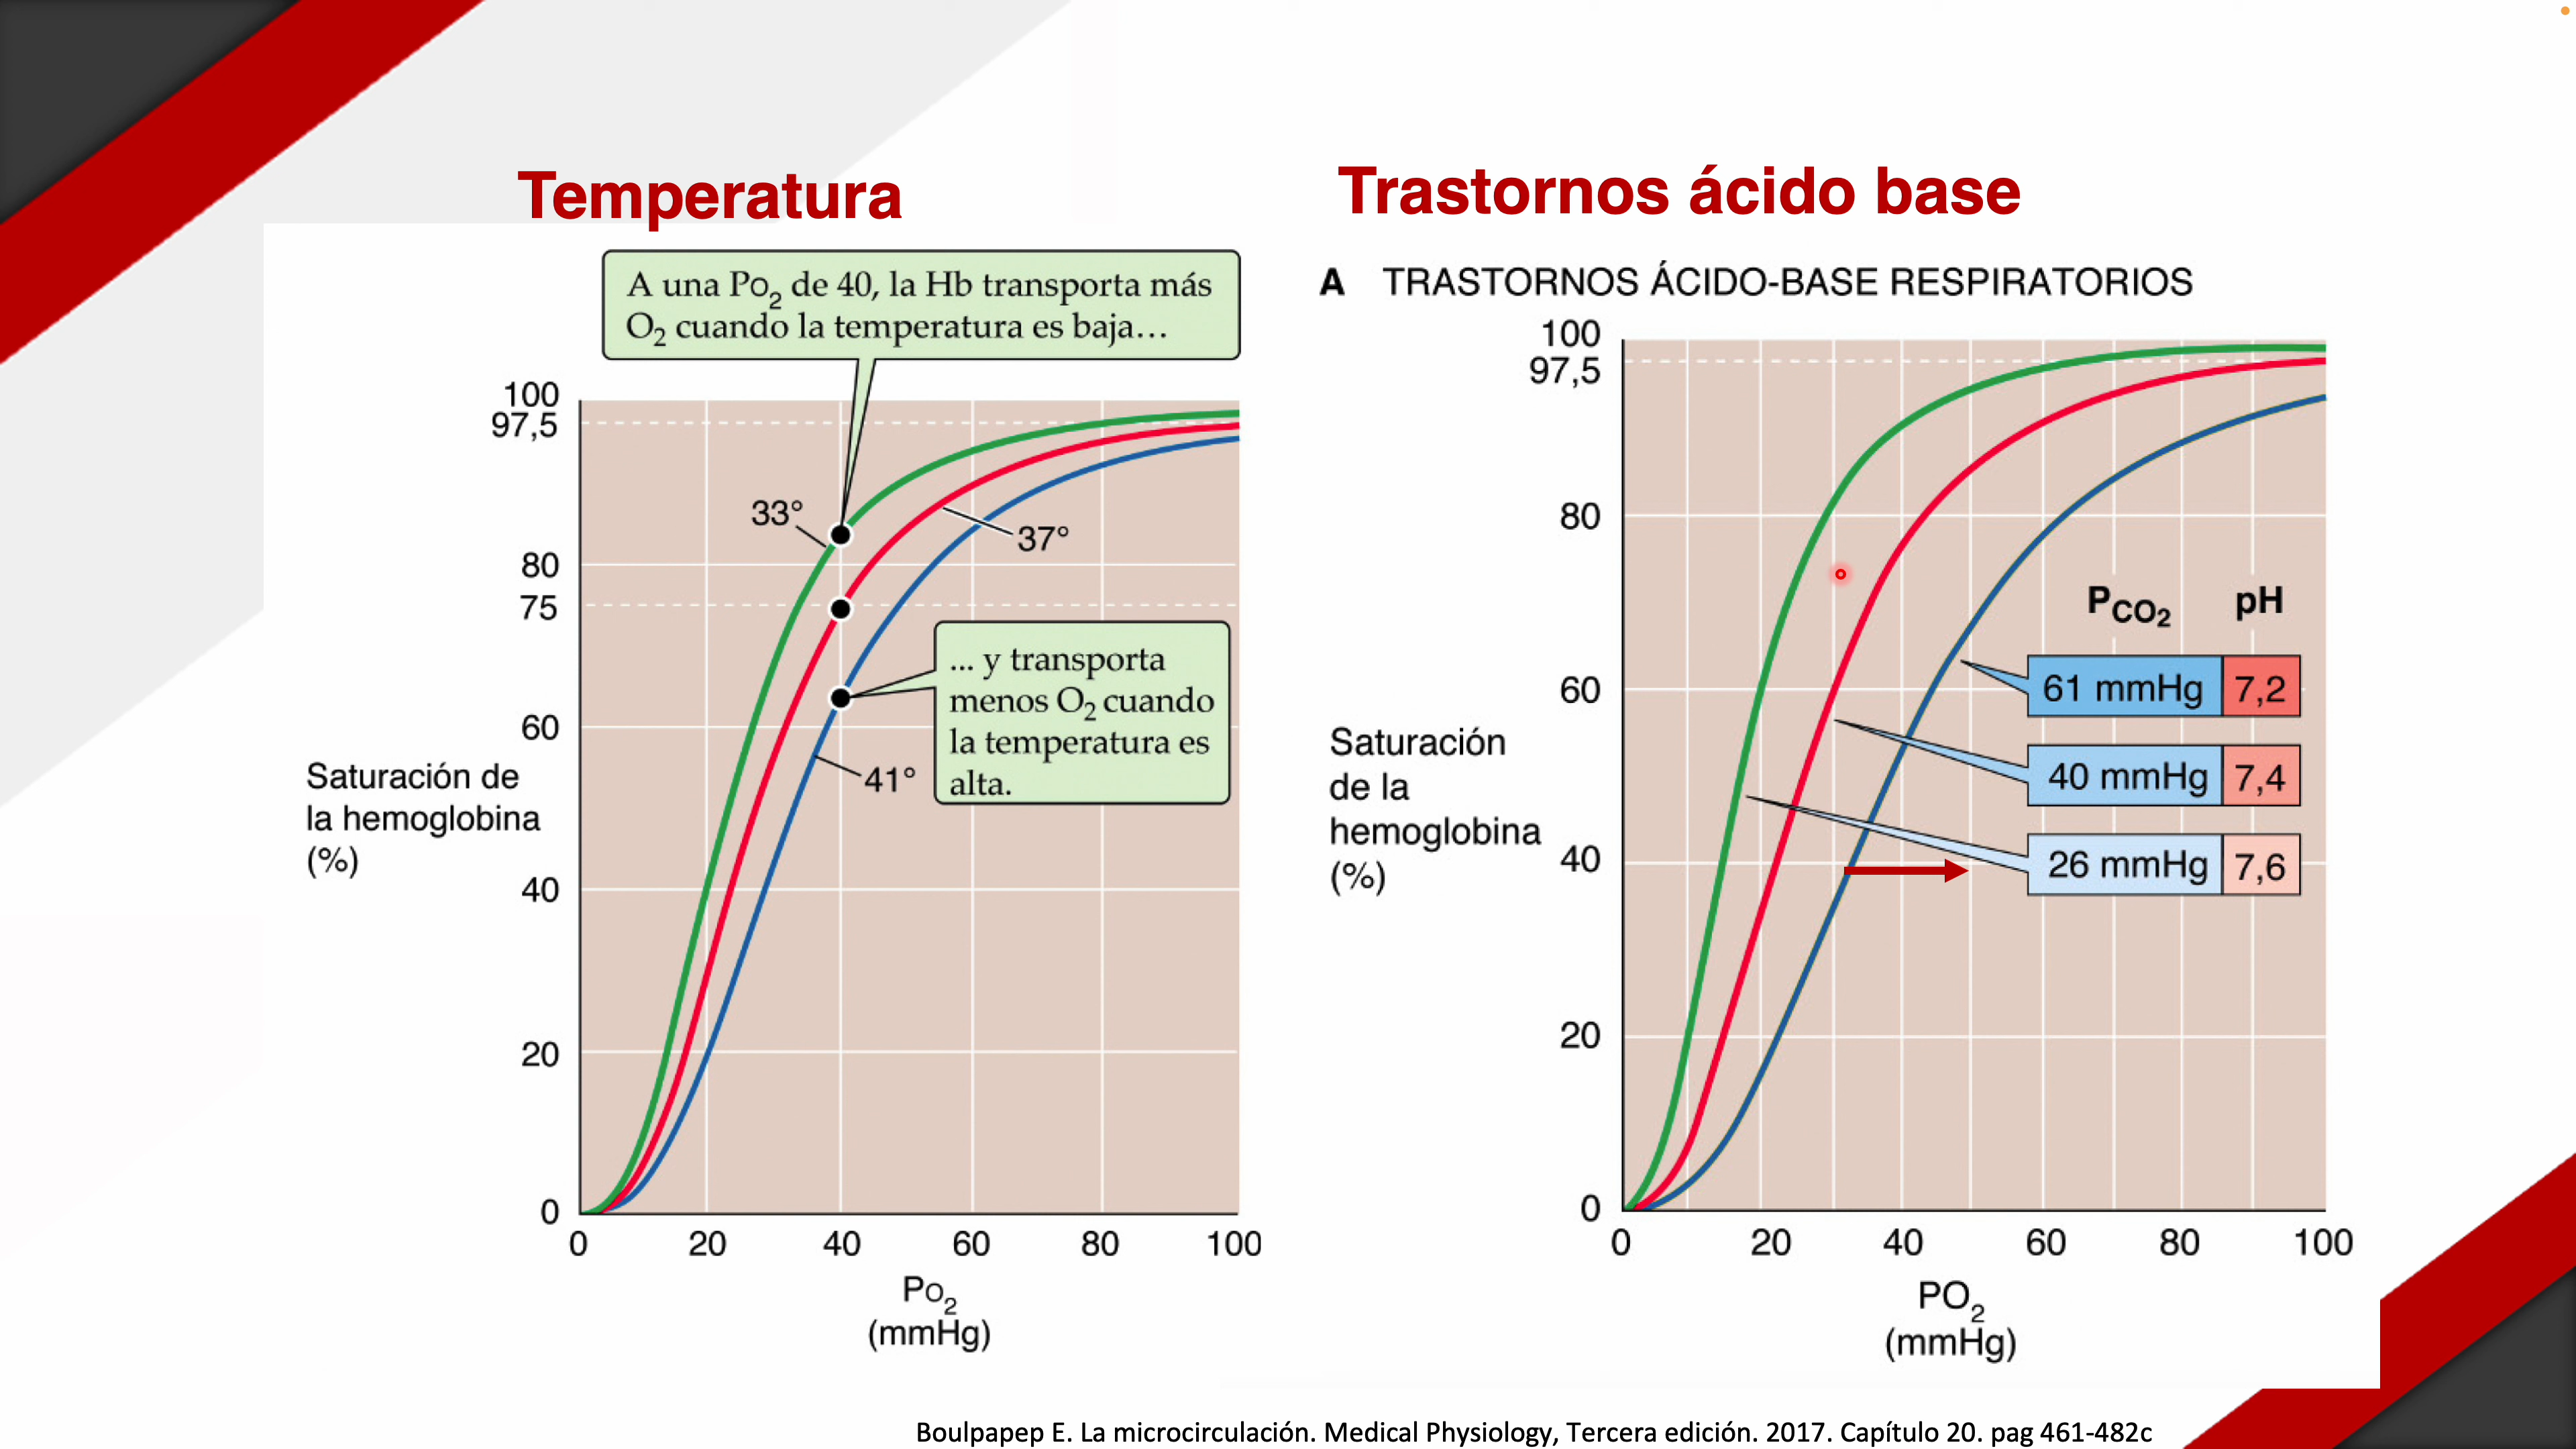 Temperatura
A una PO₂ de 40, la Hb transporta más
O₂ cuando la temperatura es baja...
100
97,5
80
75
60
40
20
0
33°
37°
41°
... y transporta
menos O₂ cuando
la temperatura es
alta.
Saturación de
la hemoglobina
(%)
0 20 40 60 80 100
PO₂
(mmHg)
Trastornos ácido base
A TRASTORNOS ÁCIDO-BASE RESPIRATORIOS
100
97,5
80
60
40
20
0
Saturación
de la
hemoglobina
(%)
PCO₂ pH
61 mmHg 7,2
40 mmHg 7,4
26 mmHg 7,6
0 20 40 60 80 100
PO₂
(mmHg)
Boulpapep E. La microcirculación. Medical Physiology, Tercera edición. 2017. Capítulo 20. pag 461-482c